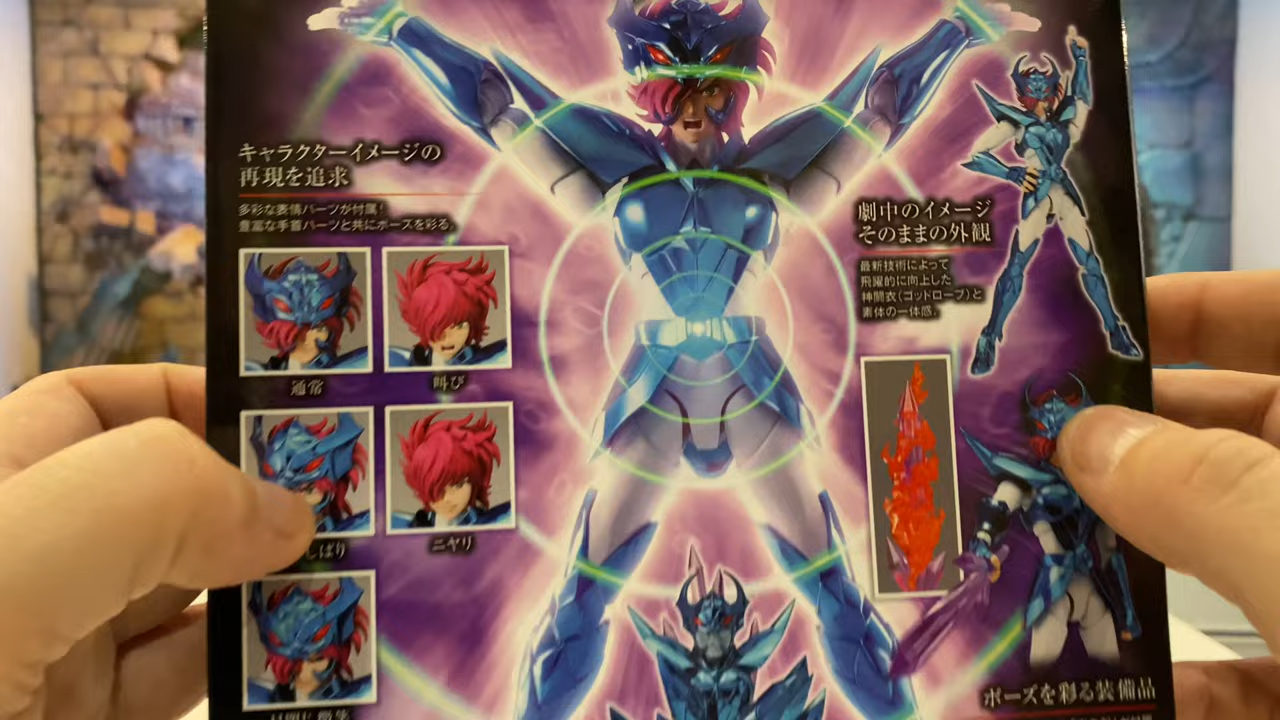 キャラクターイメージの
再現を追求
多彩な表情パーツが付属!
豊富な手首パーツと共にポーズを彩る。
通常
叫び
しばり
ニヤリ
劇中のイメージ
そのままの外観
最新技術によって
飛躍的に向上した
神闘衣(ゴッドローブ)と
素体の一体感。
ポーズを彩る装備品